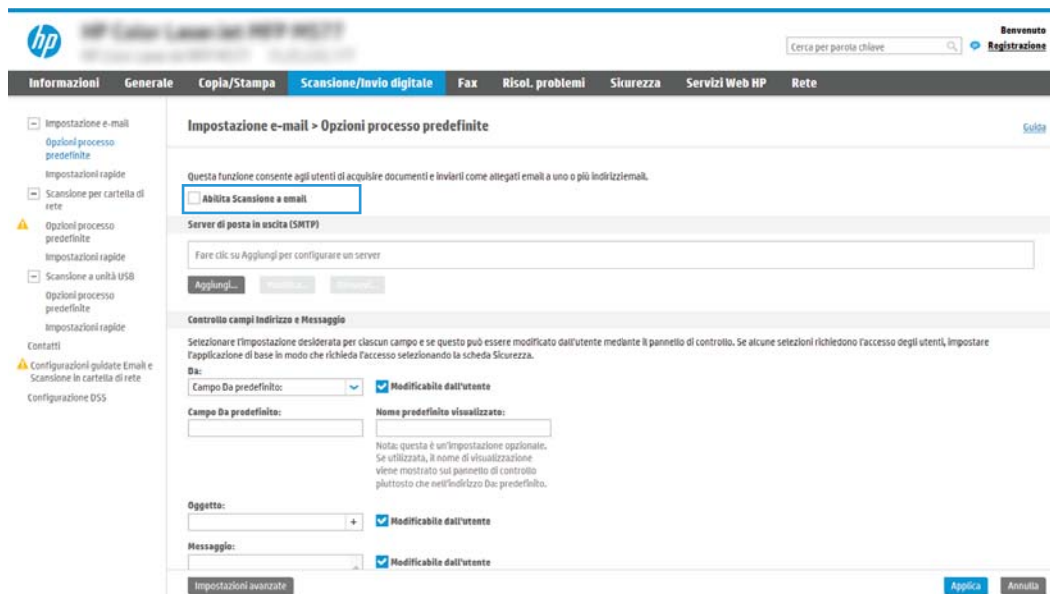 hp
Benvenuto
Cerca per parola chiave
Registrazione
Informazioni Generale Copia/Stampa Scansione/Invio digitale Fax Risol. problemi Sicurezza Servizi Web HP Rete
Impostazione e-mail
Opzioni processo
predefinite
Impostazioni rapide
Scansione per cartella di
rete
Opzioni processo
predefinite
Impostazioni rapide
Scansione a unità USB
Opzioni processo
predefinite
Impostazioni rapide
Contatti
Configurazioni guidate Email e
Scansione in cartella di rete
Configurazione DSS
Impostazione e-mail > Opzioni processo predefinite
Guida
Questa funzione consente agli utenti di acquisire documenti e inviarli come allegati email a uno o più indirizziemail.
Abilita Scansione a email
Server di posta in uscita (SMTP)
Fare clic su Aggiungi per configurare un server
Aggiungi...
Controllo campi Indirizzo e Messaggio
Selezionare l'impostazione desiderata per ciascun campo e se questo può essere modificato dall'utente mediante il pannello di controllo. Se alcune selezioni richiedono l'accesso degli utenti, impostare
l'applicazione di base in modo che richieda l'accesso selezionando la scheda Sicurezza.
Da:
Campo Da predefinito: Modificabile dall'utente
Campo Da predefinito: Nome predefinito visualizzato:
Nota: questa è un'impostazione opzionale.
Se utilizzata, il nome di visualizzazione
viene mostrato sul pannello di controllo
piuttosto che nell'indirizzo Da: predefinito.
Oggetto:
+ Modificabile dall'utente
Messaggio:
Modificabile dall'utente
Impostazioni avanzate
Applica Annulla